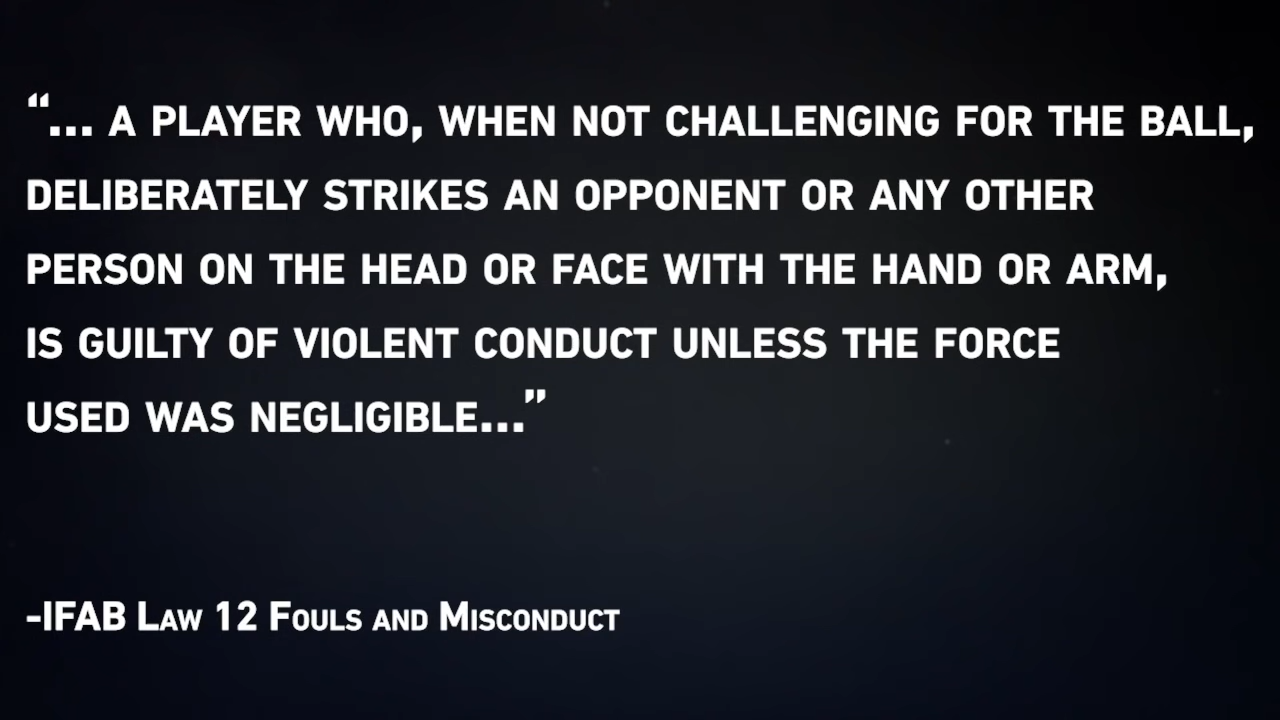 “... A PLAYER WHO, WHEN NOT CHALLENGING FOR THE BALL,
DELIBERATELY STRIKES AN OPPONENT OR ANY OTHER
PERSON ON THE HEAD OR FACE WITH THE HAND OR ARM,
IS GUILTY OF VIOLENT CONDUCT UNLESS THE FORCE
USED WAS NEGLIGIBLE...”
-IFAB LAW 12 FOULS AND MISCONDUCT